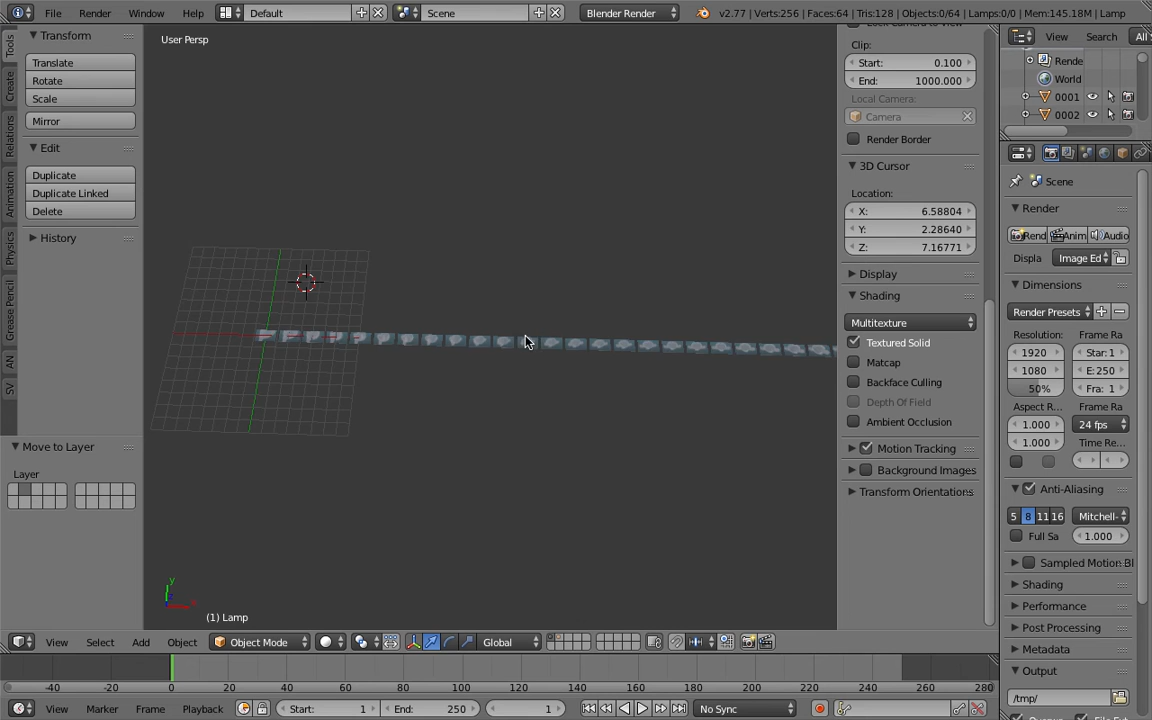 File Render Window Help Default Scene Blender Render v2.77 | Verts:256 | Faces:64 | Tris:128 | Objects:0/64 | Lamps:0/0 | Mem:145.18M | Lamp
Tools
Create
Relations
Animation
Physics
Grease Pencil
AN
SV
Transform
Translate
Rotate
Scale
Mirror
Edit
Duplicate
Duplicate Linked
Delete
History
Move to Layer
Layer
User Persp
y
x
(1) Lamp
Clip:
Start: 0.100
End: 1000.000
Local Camera:
Camera
Render Border
3D Cursor
Location:
X: 6.58804
Y: 2.28640
Z: 7.16771
Display
Shading
Multitexture
Textured Solid
Matcap
Backface Culling
Depth Of Field
Ambient Occlusion
Motion Tracking
Background Images
Transform Orientations
View Search All S
Rende
World
0001
0002
Scene
Render
Rend Anim Audio
Displa Image Ed
Dimensions
Render Presets
Resolution: Frame Ra
1920 Star: 1
1080 E: 250
50% Fra: 1
Aspect R... Frame Ra
1.000 24 fps
1.000 Time Re...
Anti-Aliasing
5 8 11 16 Mitchell-
Full Sa 1.000
Sampled Motion Bl
Shading
Performance
Post Processing
Metadata
Output
/tmp/
View Select Add Object Object Mode Global
-40 -20 0 20 40 60 80 100 120 140 160 180 200 220 240 260 280
View Marker Frame Playback Start: 1 End: 250 1 No Sync